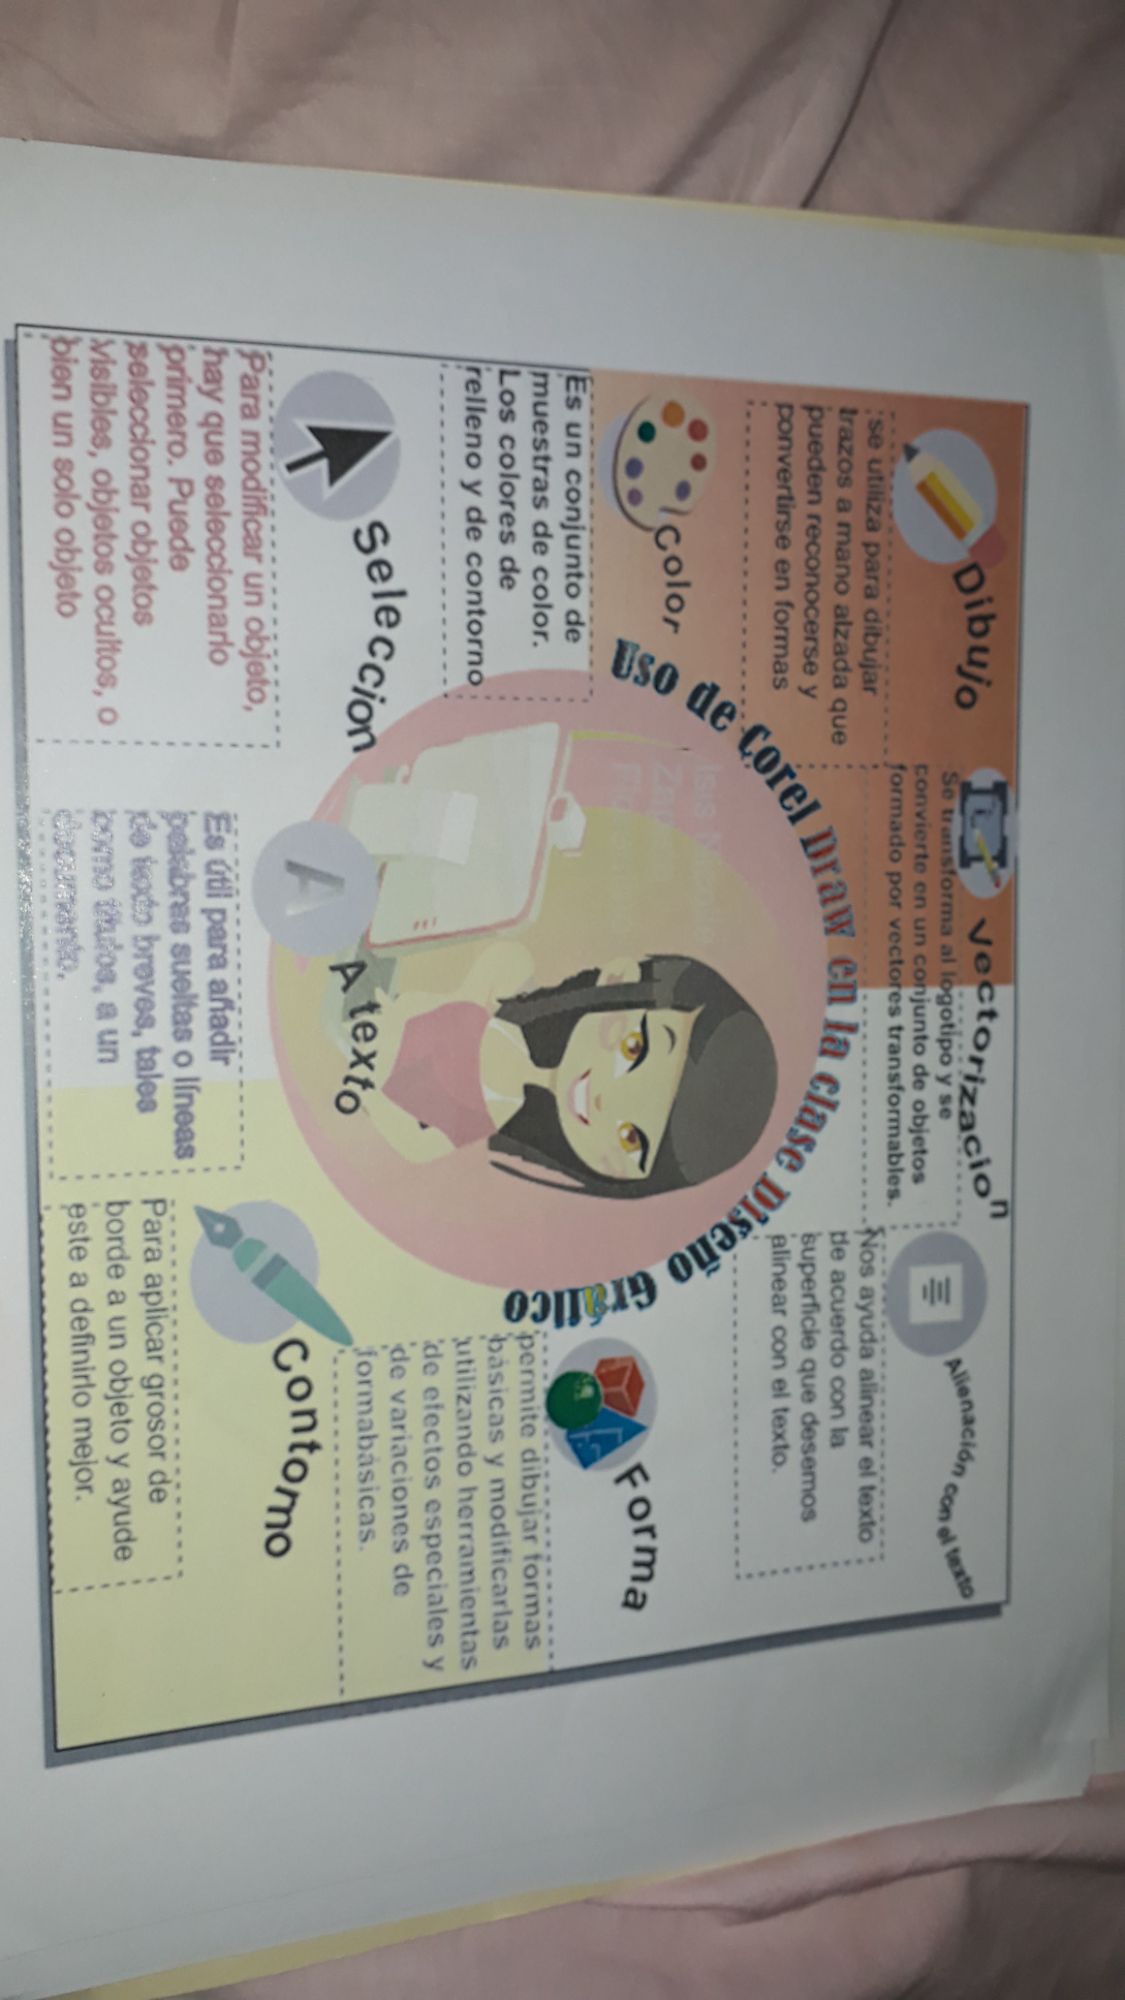 Dibujo
se utiliza para dibujar
trazos a mano alzada que
pueden reconocerse y
convertirse en formas
vectorizacion
Se transforma al logotipo y se
convierte en un conjunto de objetos
formado por vectores transformables.
Alienación con el texto
Nos ayuda alinear el texto
de acuerdo con la
superficie que desemos
alinear con el texto.
Color
Es un conjunto de
muestras de color.
Los colores de
relleno y de contorno
Uso de Corel Draw en la clase Diseño Gráfico
Isis
Forma
permite dibujar formas
básicas y modificarlas
utilizando herramientas
de efectos especiales y
de variaciones de
formabásicas.
Seleccion
Para modificar un objeto,
hay que seleccionarlo
primero. Puede
seleccionar objetos
visibles, objetos ocultos, o
bien un solo objeto
A
A texto
Es útil para añadir
palabras sueltas o líneas
de texto breves, tales
como títulos, a un
documento.
Contorno
Para aplicar grosor de
borde a un objeto y ayude
este a definirlo mejor.